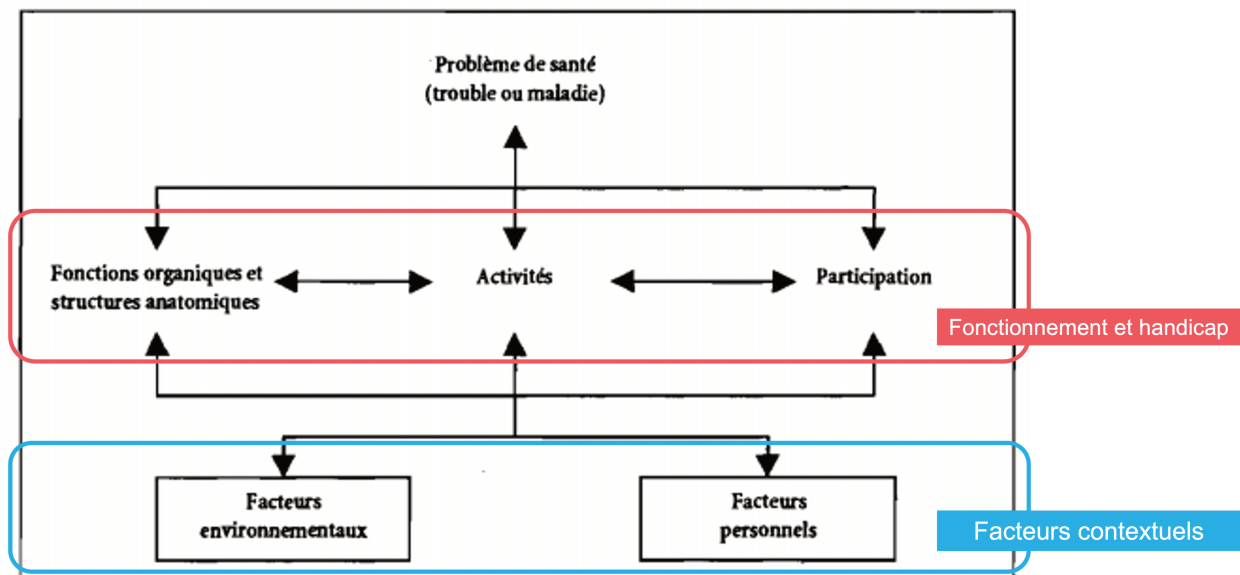 Problème de santé
(trouble ou maladie)
Fonctions organiques et
structures anatomiques
Activités
Participation
Fonctionnement et handicap
Facteurs
environnementaux
Facteurs
personnels
Facteurs contextuels